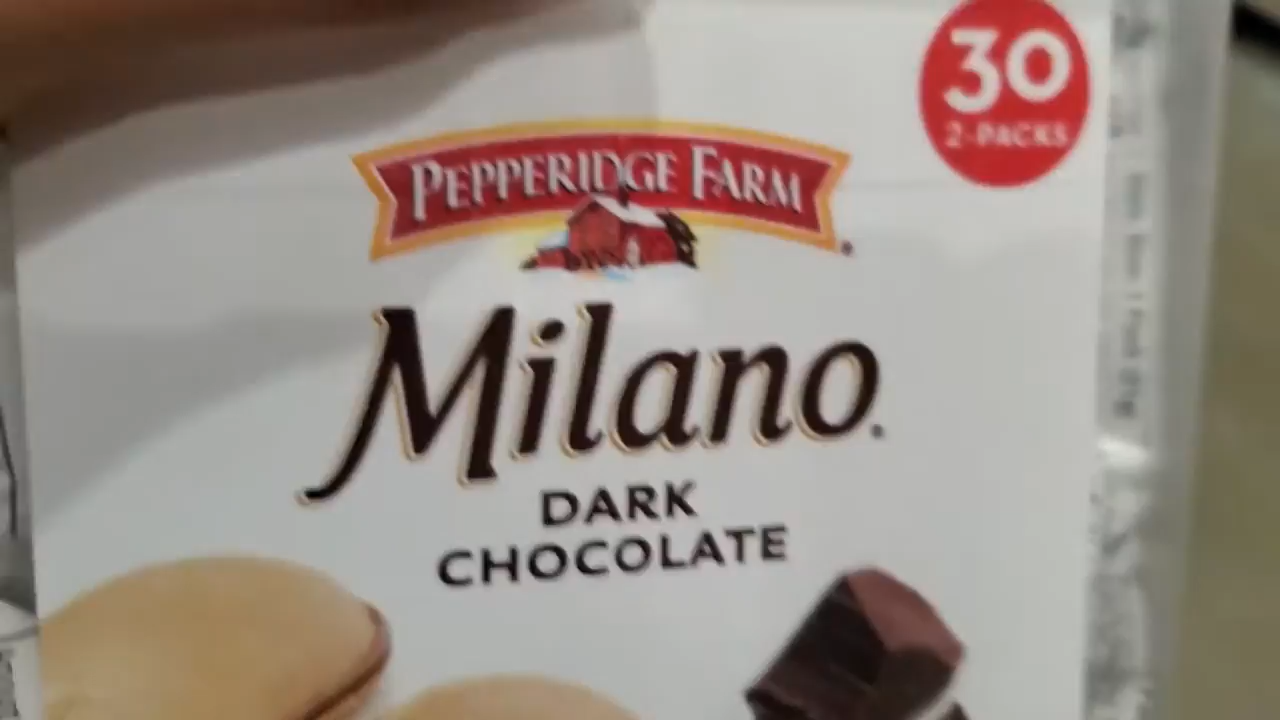 30
2-PACKS
PEPPERIDGE FARM
Milano
DARK
CHOCOLATE